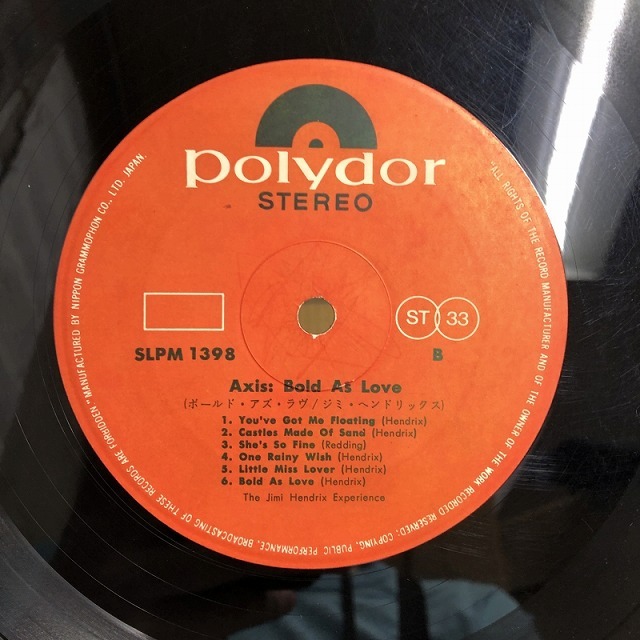 polydor
STEREO
ST 33
SLPM 1398
B
Axis: Bold As Love
(ボールド・アズ・ラヴ/ジミ・ヘンドリックス)
1. You've Got Me Floating (Hendrix)
2. Castles Made Of Sand (Hendrix)
3. She's So Fine (Redding)
4. One Rainy Wish (Hendrix)
5. Little Miss Lover (Hendrix)
6. Bold As Love (Hendrix)
The Jimi Hendrix Experience
"ALL RIGHTS OF THE RECORD MANUFACTURER AND OF THE OWNER OF THE WORK RECORDED RESERVED; COPYING, PUBLIC PERFORMANCE, BROADCASTING OF THESE RECORDS ARE FORBIDDEN" MANUFACTURED BY NIPPON GRAMMOPHON CO., LTD. JAPAN.